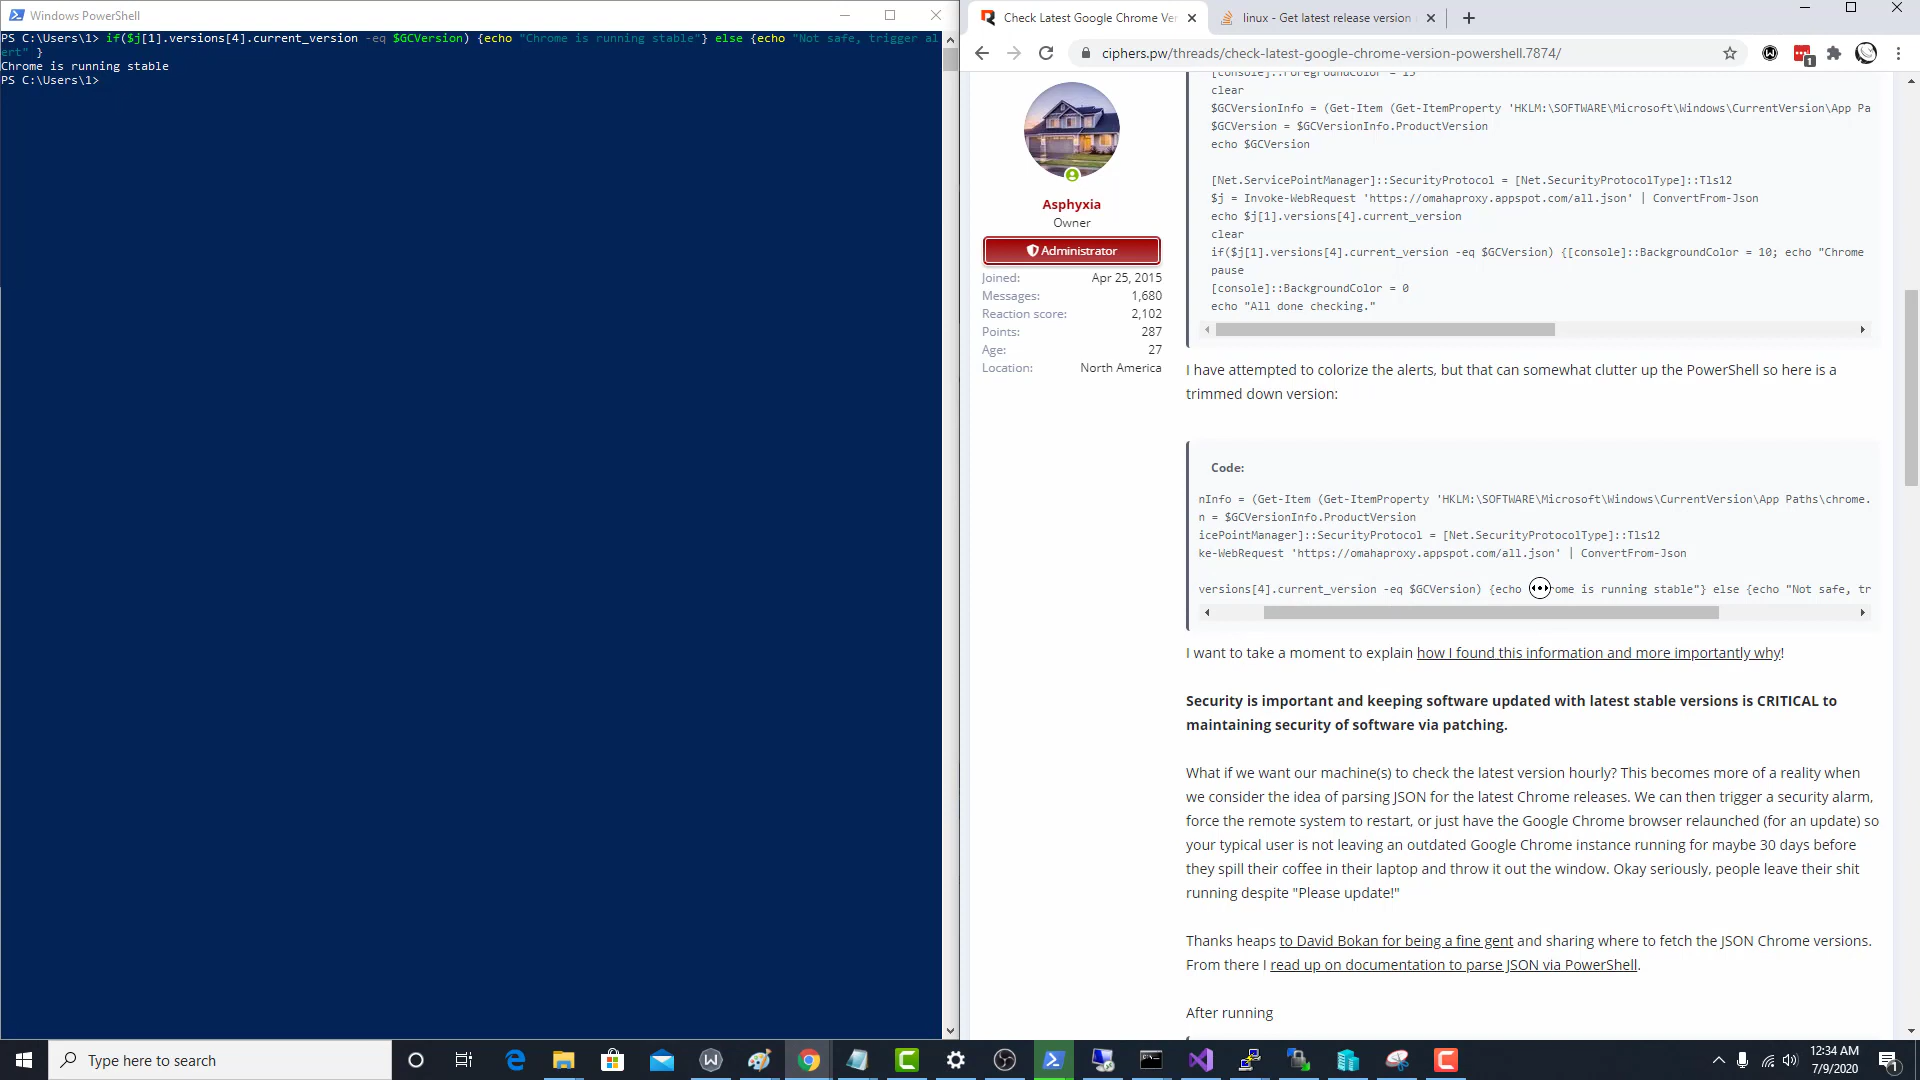 Windows PowerShell
PS C:\Users\1> if($j[1].versions[4].current_version -eq $GCVersion) {echo "Chrome is running stable"} else {echo "Not safe, trigger al
ert" }
Chrome is running stable
PS C:\Users\1>
Check Latest Google Chrome Ver
linux - Get latest release version
ciphers.pw/threads/check-latest-google-chrome-version-powershell.7874/
1
Asphyxia
Owner
Administrator
Joined: Apr 25, 2015
Messages: 1,680
Reaction score: 2,102
Points: 287
Age: 27
Location: North America
[console]::ForegroundColor = 15
clear
$GCVersionInfo = (Get-Item (Get-ItemProperty 'HKLM:\SOFTWARE\Microsoft\Windows\CurrentVersion\App Pa
$GCVersion = $GCVersionInfo.ProductVersion
echo $GCVersion
[Net.ServicePointManager]::SecurityProtocol = [Net.SecurityProtocolType]::Tls12
$j = Invoke-WebRequest 'https://omahaproxy.appspot.com/all.json' | ConvertFrom-Json
echo $j[1].versions[4].current_version
clear
if($j[1].versions[4].current_version -eq $GCVersion) {[console]::BackgroundColor = 10; echo "Chrome
pause
[console]::BackgroundColor = 0
echo "All done checking."
I have attempted to colorize the alerts, but that can somewhat clutter up the PowerShell so here is a
trimmed down version:
Code:
nInfo = (Get-Item (Get-ItemProperty 'HKLM:\SOFTWARE\Microsoft\Windows\CurrentVersion\App Paths\chrome.
n = $GCVersionInfo.ProductVersion
icePointManager]::SecurityProtocol = [Net.SecurityProtocolType]::Tls12
ke-WebRequest 'https://omahaproxy.appspot.com/all.json' | ConvertFrom-Json
versions[4].current_version -eq $GCVersion) {echo ome is running stable"} else {echo "Not safe, tr
I want to take a moment to explain how I found this information and more importantly why!
Security is important and keeping software updated with latest stable versions is CRITICAL to
maintaining security of software via patching.
What if we want our machine(s) to check the latest version hourly? This becomes more of a reality when
we consider the idea of parsing JSON for the latest Chrome releases. We can then trigger a security alarm,
force the remote system to restart, or just have the Google Chrome browser relaunched (for an update) so
your typical user is not leaving an outdated Google Chrome instance running for maybe 30 days before
they spill their coffee in their laptop and throw it out the window. Okay seriously, people leave their shit
running despite "Please update!"
Thanks heaps to David Bokan for being a fine gent and sharing where to fetch the JSON Chrome versions.
From there I read up on documentation to parse JSON via PowerShell.
After running
Type here to search
12:34 AM
7/9/2020
1